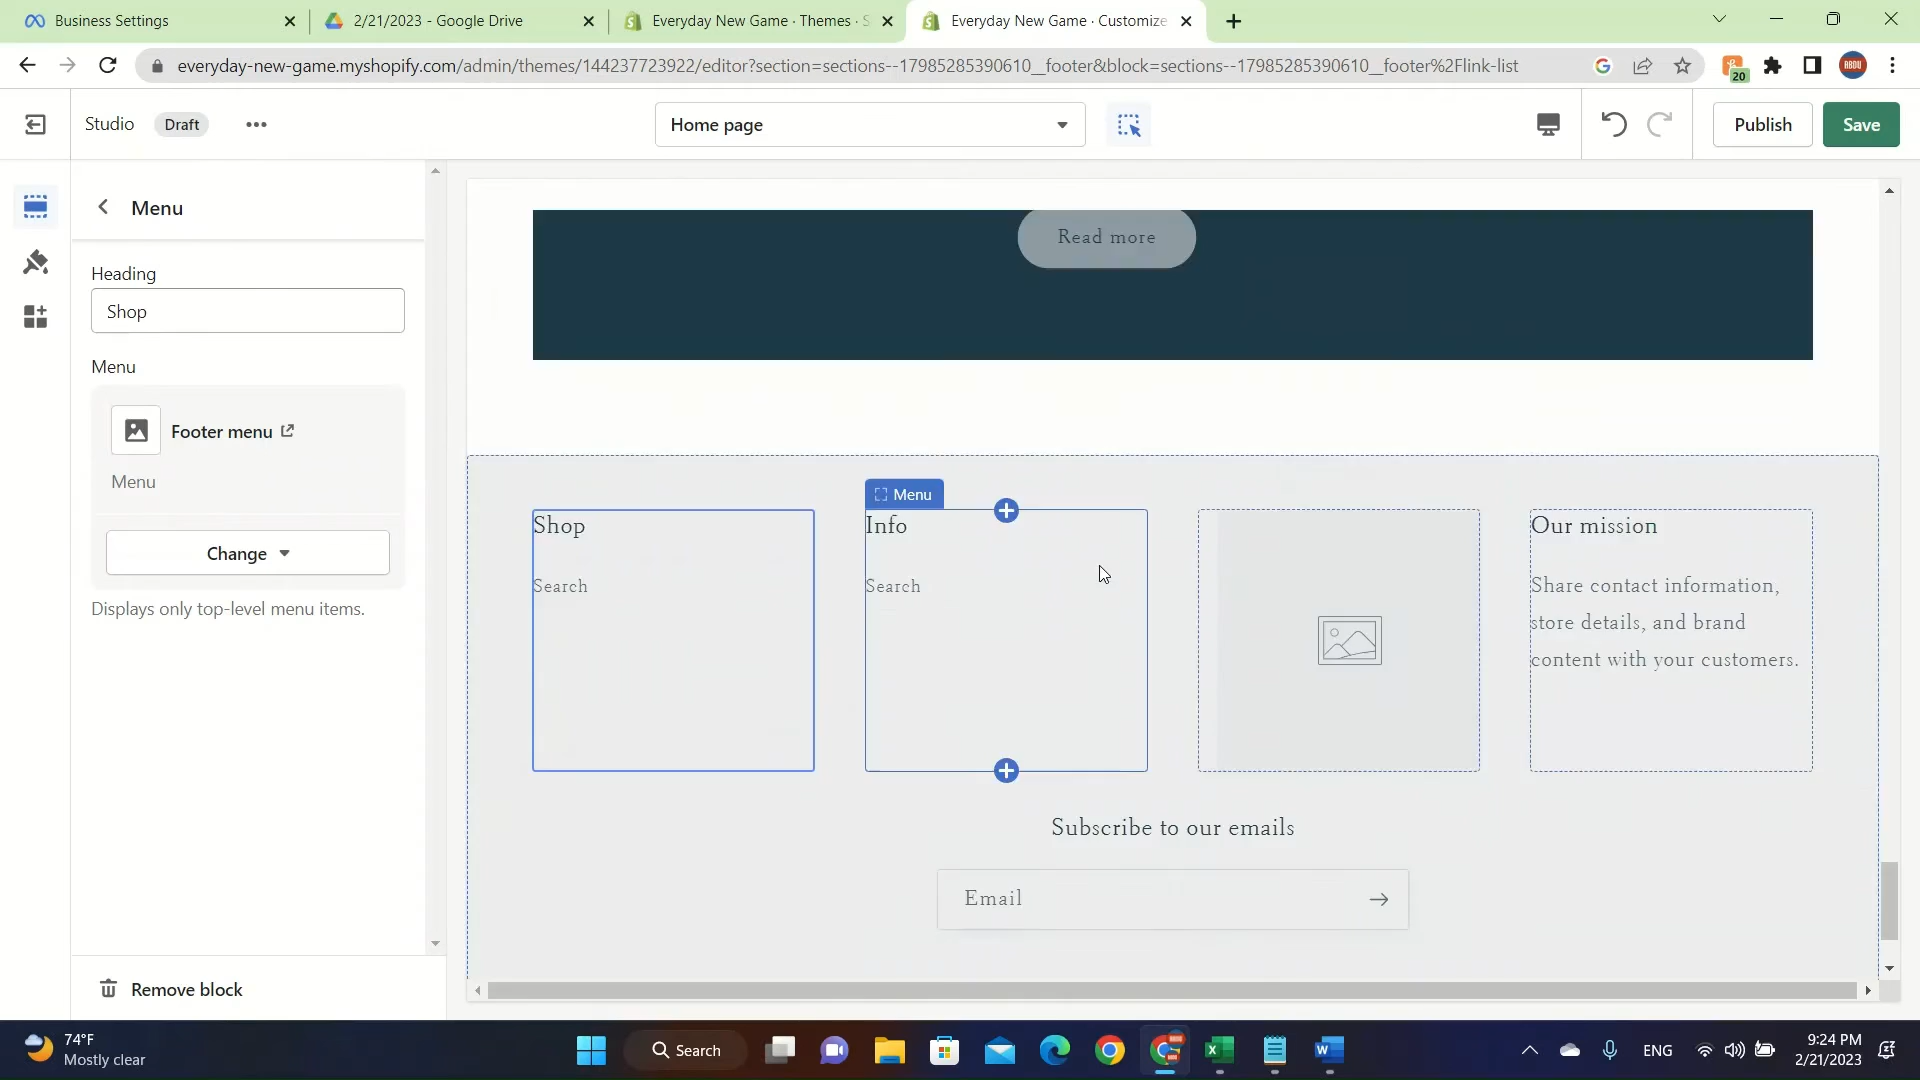 Business Settings
2/21/2023 - Google Drive
Everyday New Game · Themes · S
Everyday New Game · Customize
everyday-new-game.myshopify.com/admin/themes/144237723922/editor?section=sections--17985285390610__footer&block=sections--17985285390610__footer%2Flink-list
20
ABDU
Studio
Draft
Home page
Publish
Save
Menu
Heading
Shop
Menu
Footer menu
Menu
Change
Displays only top-level menu items.
Remove block
Read more
Menu
Shop
Search
Info
Search
Our mission
Share contact information,
store details, and brand
content with your customers.
Subscribe to our emails
Email
74°F
Mostly clear
Search
ENG
9:24 PM
2/21/2023